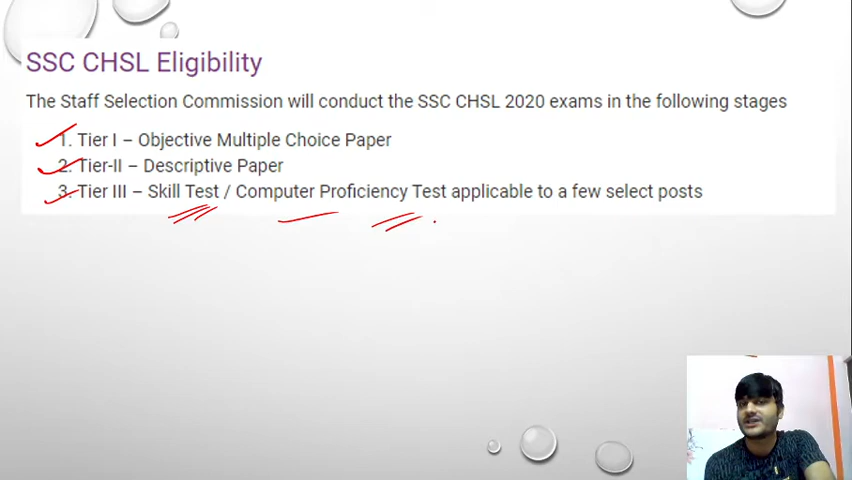 SSC CHSL Eligibility
The Staff Selection Commission will conduct the SSC CHSL 2020 exams in the following stages
1. Tier I – Objective Multiple Choice Paper
2. Tier-II – Descriptive Paper
3. Tier III – Skill Test / Computer Proficiency Test applicable to a few select posts